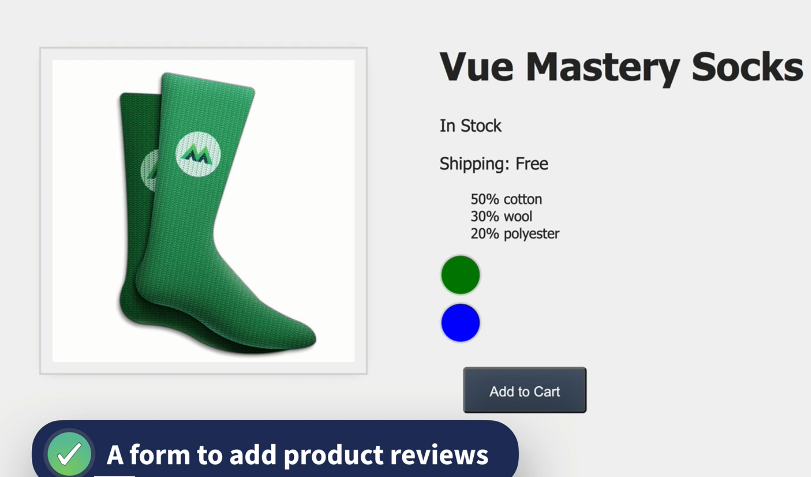 Vue Mastery Socks
In Stock
Shipping: Free
50% cotton
30% wool
20% polyester
Add to Cart
A form to add product reviews